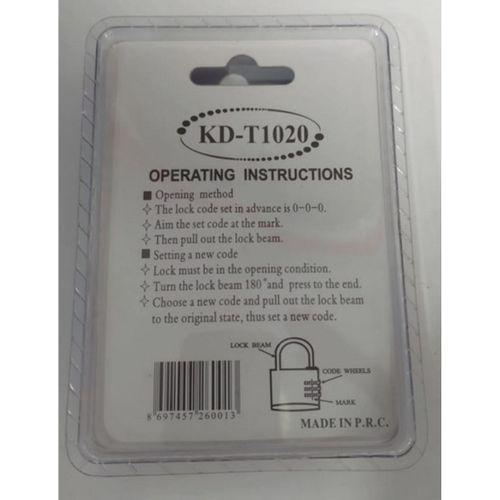 KD-T1020
OPERATING INSTRUCTIONS
■ Opening method
✧ The lock code set in advance is 0-0-0.
✧ Aim the set code at the mark.
✧ Then pull out the lock beam.
■ Setting a new code
✧ Lock must be in the opening condition.
✧ Turn the lock beam 180°and press to the end.
✧ Choose a new code and pull out the lock beam
to the original state, thus set a new code.
LOCK BEAM
CODE WHEELS
MARK
8 697457 260013
MADE IN P.R.C.